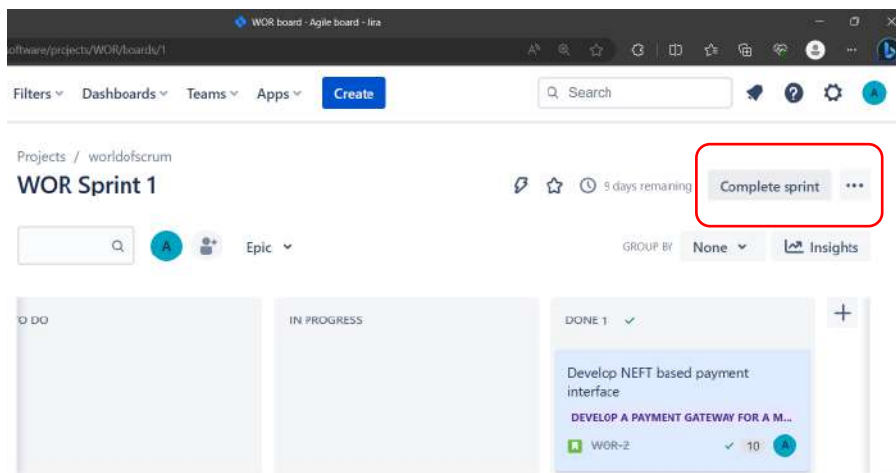 WOR board - Agile board - Jira
software/projects/WOR/boards/1
Filters Dashboards Teams Apps Create Search
Projects / worldofscrum
WOR Sprint 1
9 days remaining Complete sprint
A Epic GROUP BY None Insights
O DO IN PROGRESS DONE 1
Develop NEFT based payment
interface
DEVELOP A PAYMENT GATEWAY FOR A M...
WOR-2 10 A